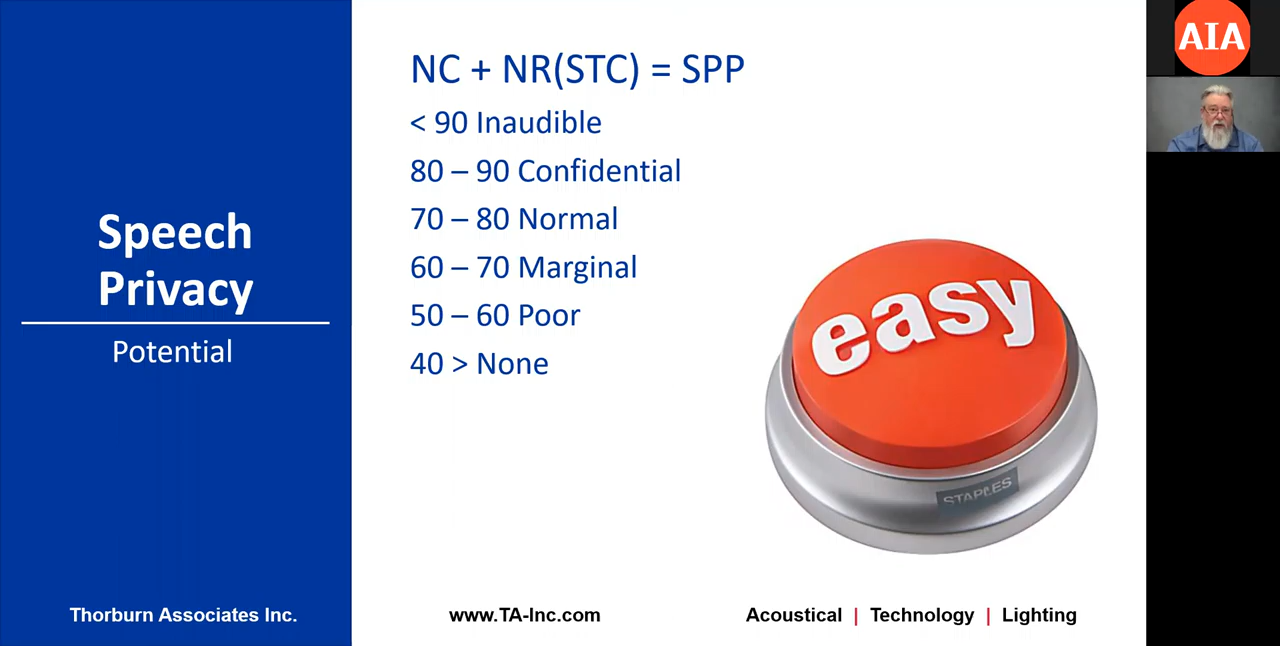 Speech
Privacy
Potential
NC + NR(STC) = SPP
< 90 Inaudible
80 – 90 Confidential
70 – 80 Normal
60 – 70 Marginal
50 – 60 Poor
40 > None
easy
STAPLES
Thorburn Associates Inc.
www.TA-Inc.com
Acoustical | Technology | Lighting
AIA